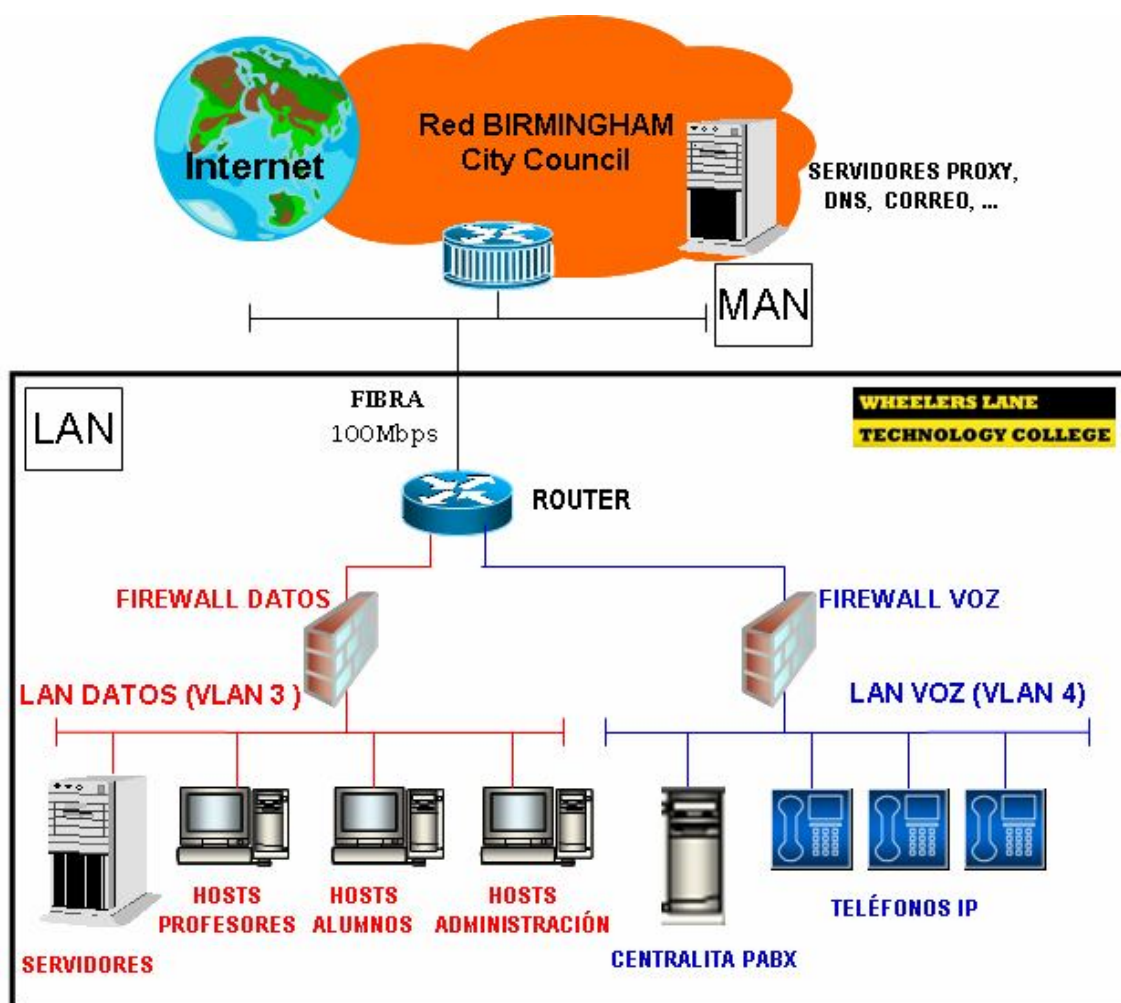 Internet
Red BIRMINGHAM
City Council
SERVIDORES PROXY,
DNS, CORREO, ...
MAN
LAN
FIBRA
100Mbps
WHEELERS LANE
TECHNOLOGY COLLEGE
ROUTER
FIREWALL DATOS
FIREWALL VOZ
LAN DATOS (VLAN 3 )
LAN VOZ (VLAN 4)
HOSTS
PROFESORES
HOSTS
ALUMNOS
HOSTS
ADMINISTRACIÓN
TELÉFONOS IP
SERVIDORES
CENTRALITA PABX